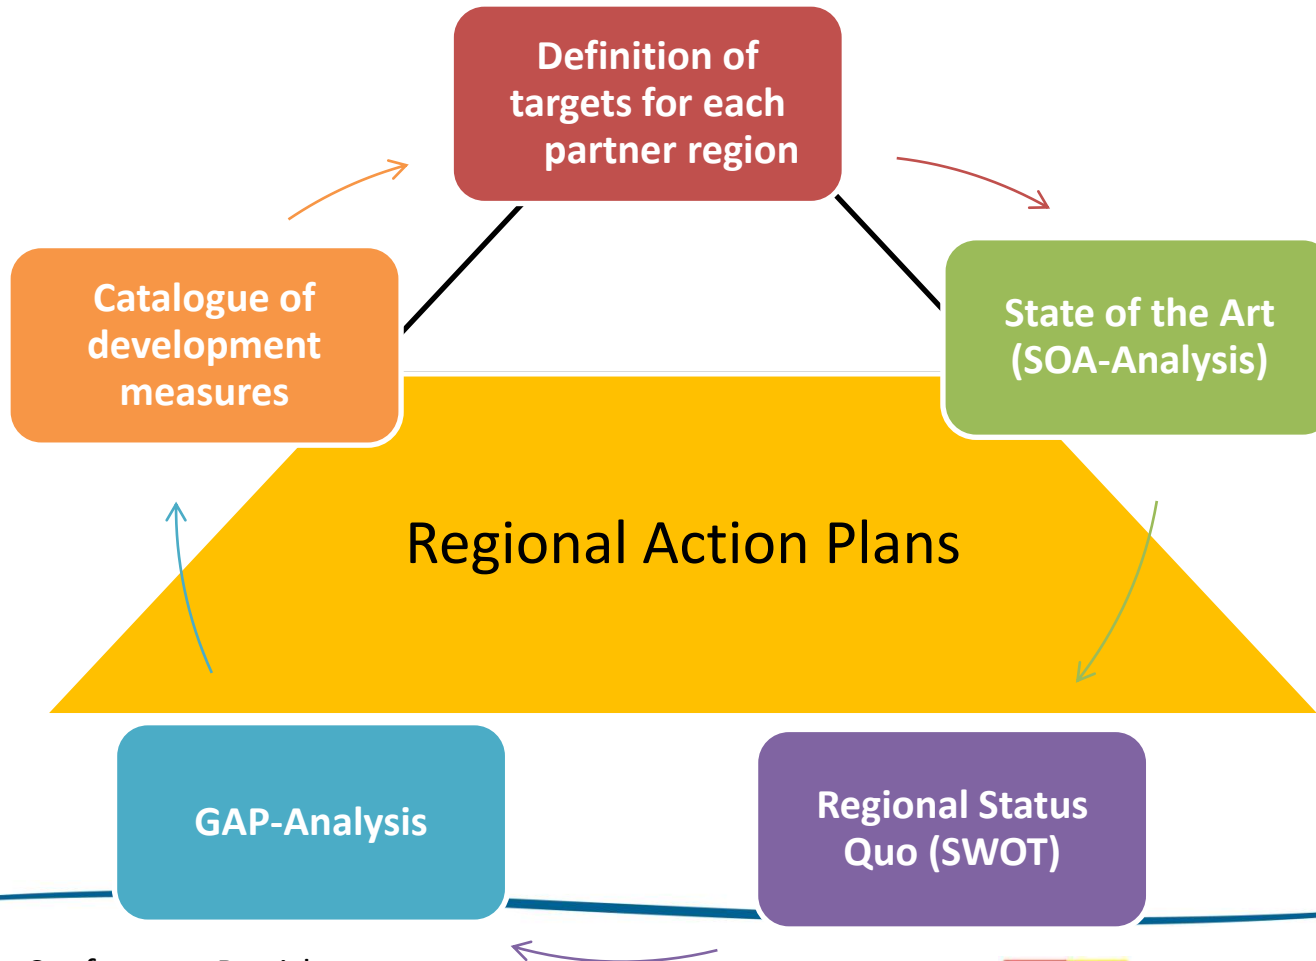 Definition of
targets for each
partner region
Catalogue of
development
measures
State of the Art
(SOA-Analysis)
Regional Action Plans
GAP-Analysis
Regional Status
Quo (SWOT)